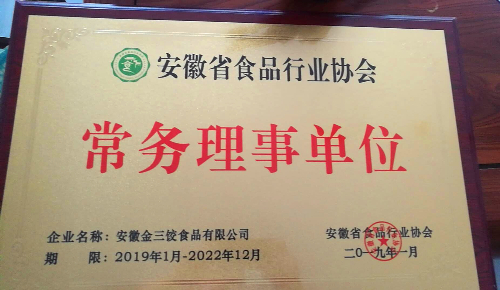 安徽省食品行业协会
常务理事单位
企业名称：安徽金三饺食品有限公司
期　　限：2019年1月-2022年12月
安徽省食品行业协会
二〇一九年一月